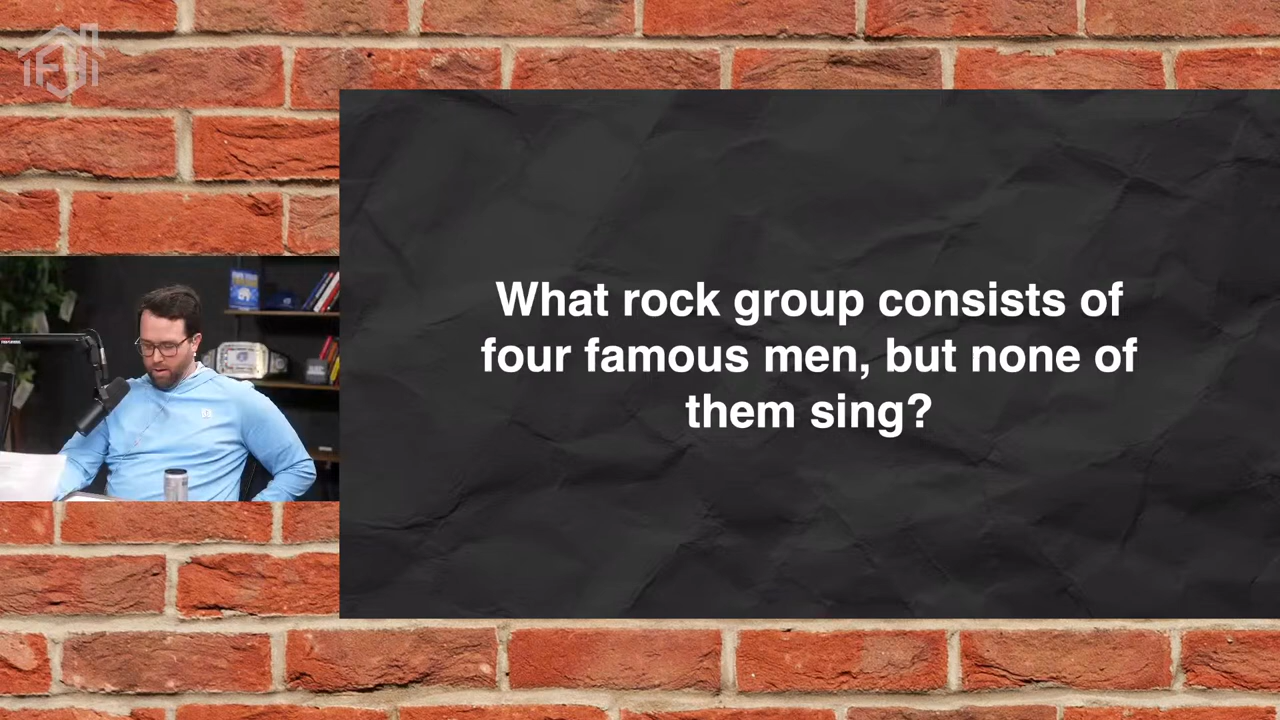 What rock group consists of
four famous men, but none of
them sing?